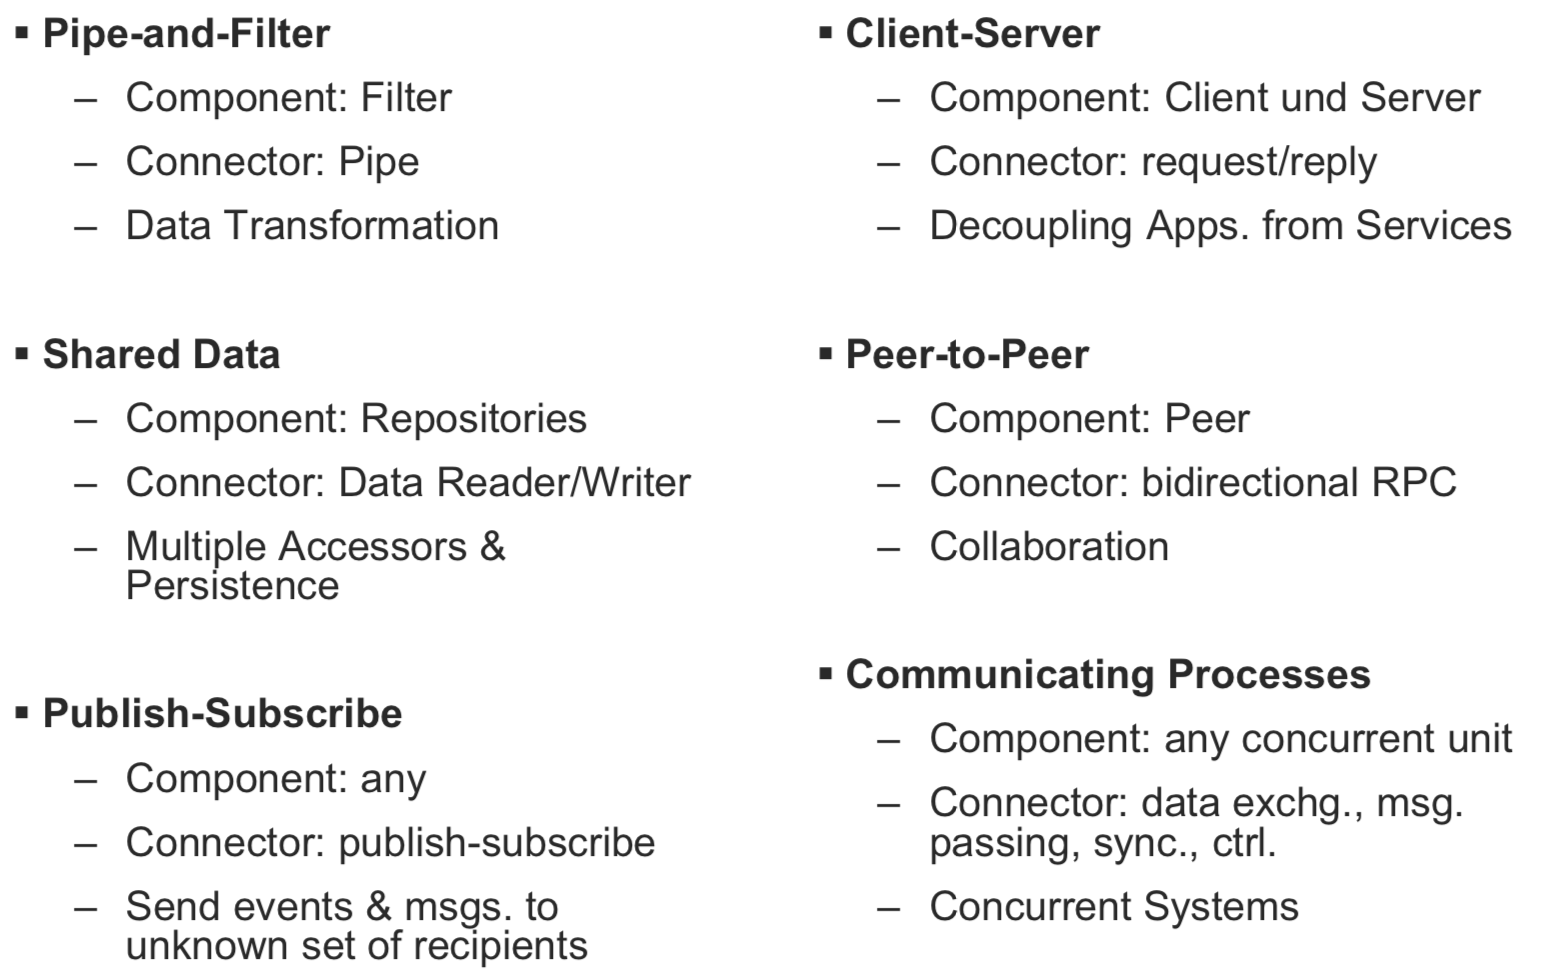 ▪ Pipe-and-Filter
– Component: Filter
– Connector: Pipe
– Data Transformation
▪ Shared Data
– Component: Repositories
– Connector: Data Reader/Writer
– Multiple Accessors &
Persistence
▪ Publish-Subscribe
– Component: any
– Connector: publish-subscribe
– Send events & msgs. to
unknown set of recipients
▪ Client-Server
– Component: Client und Server
– Connector: request/reply
– Decoupling Apps. from Services
▪ Peer-to-Peer
– Component: Peer
– Connector: bidirectional RPC
– Collaboration
▪ Communicating Processes
– Component: any concurrent unit
– Connector: data exchg., msg.
passing, sync., ctrl.
– Concurrent Systems